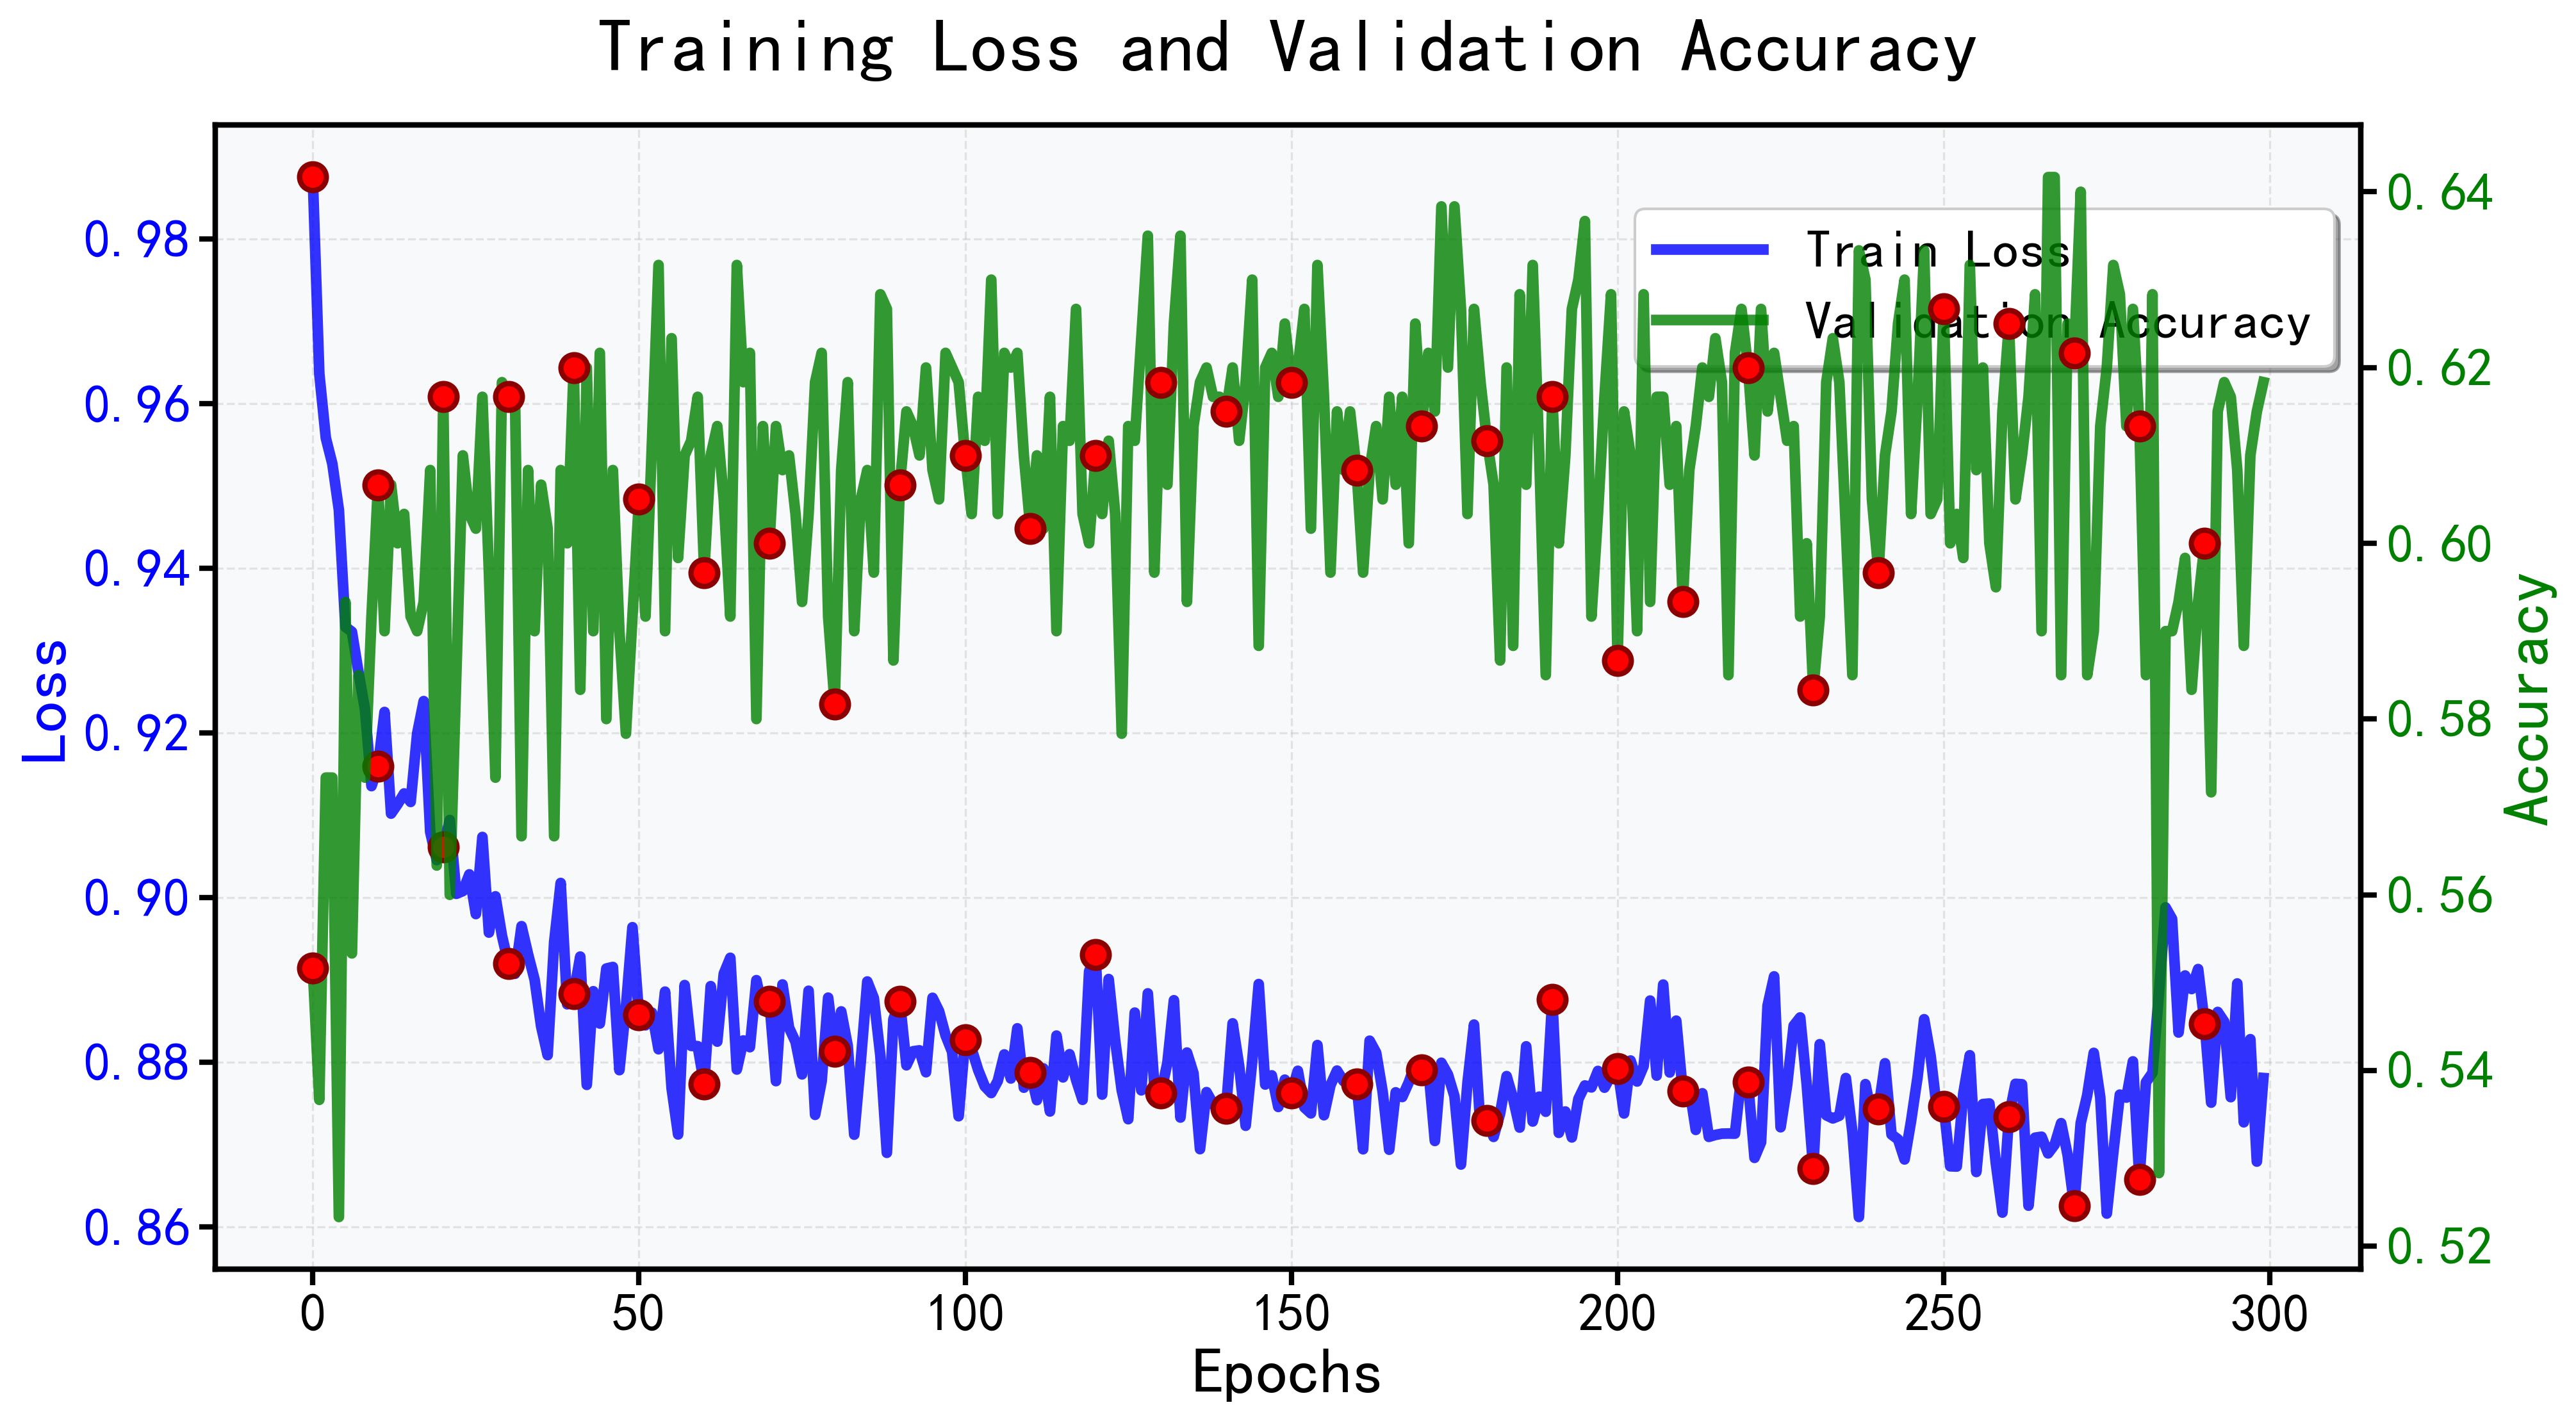 Training Loss and Validation Accuracy
Train Loss
Validation Accuracy
Loss
0.98
0.96
0.94
0.92
0.90
0.88
0.86
Accuracy
0.64
0.62
0.60
0.58
0.56
0.54
0.52
0 50 100 150 200 250 300
Epochs